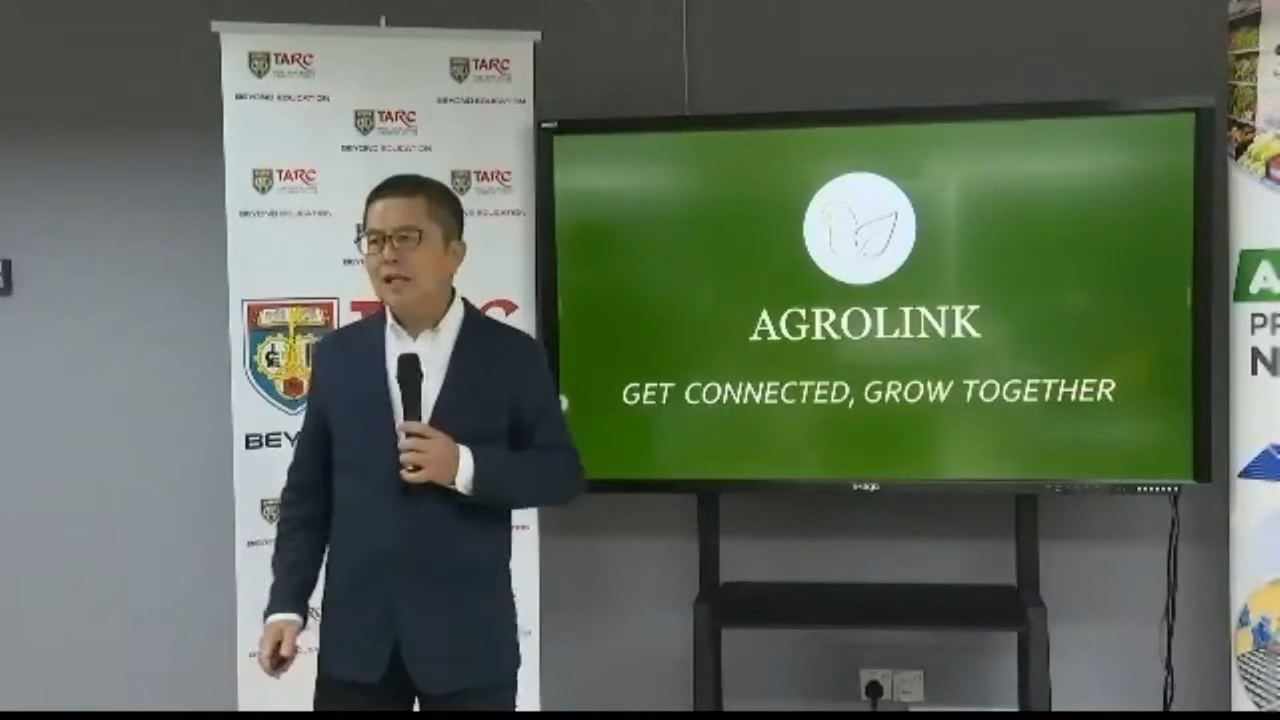 TARC
BEYOND EDUCATION
TARC
BEYOND EDUCATION
TARC
BEYOND EDUCATION
TARC
BEYOND EDUCATION
TARC
EDUCATION
BEY
AGROLINK
GET CONNECTED, GROW TOGETHER
A
PR
N